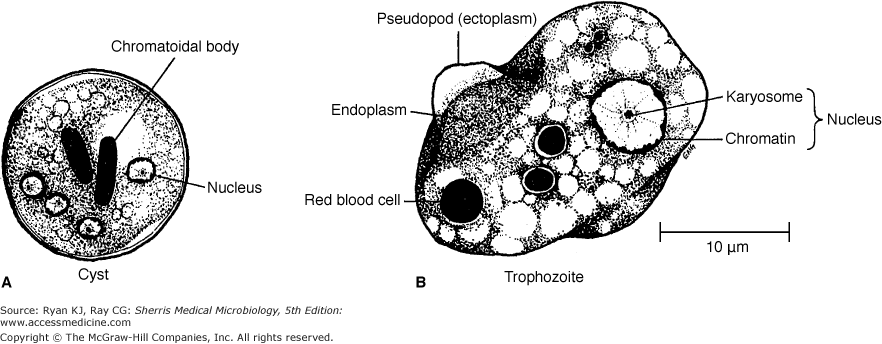 Chromatoidal body
Nucleus
Cyst
A
Pseudopod (ectoplasm)
Endoplasm
Red blood cell
Karyosome
Chromatin
Nucleus
10 μm
B
Trophozoite
Source: Ryan KJ, Ray CG: Sherris Medical Microbiology, 5th Edition:
www.accessmedicine.com
Copyright © The McGraw-Hill Companies, Inc. All rights reserved.